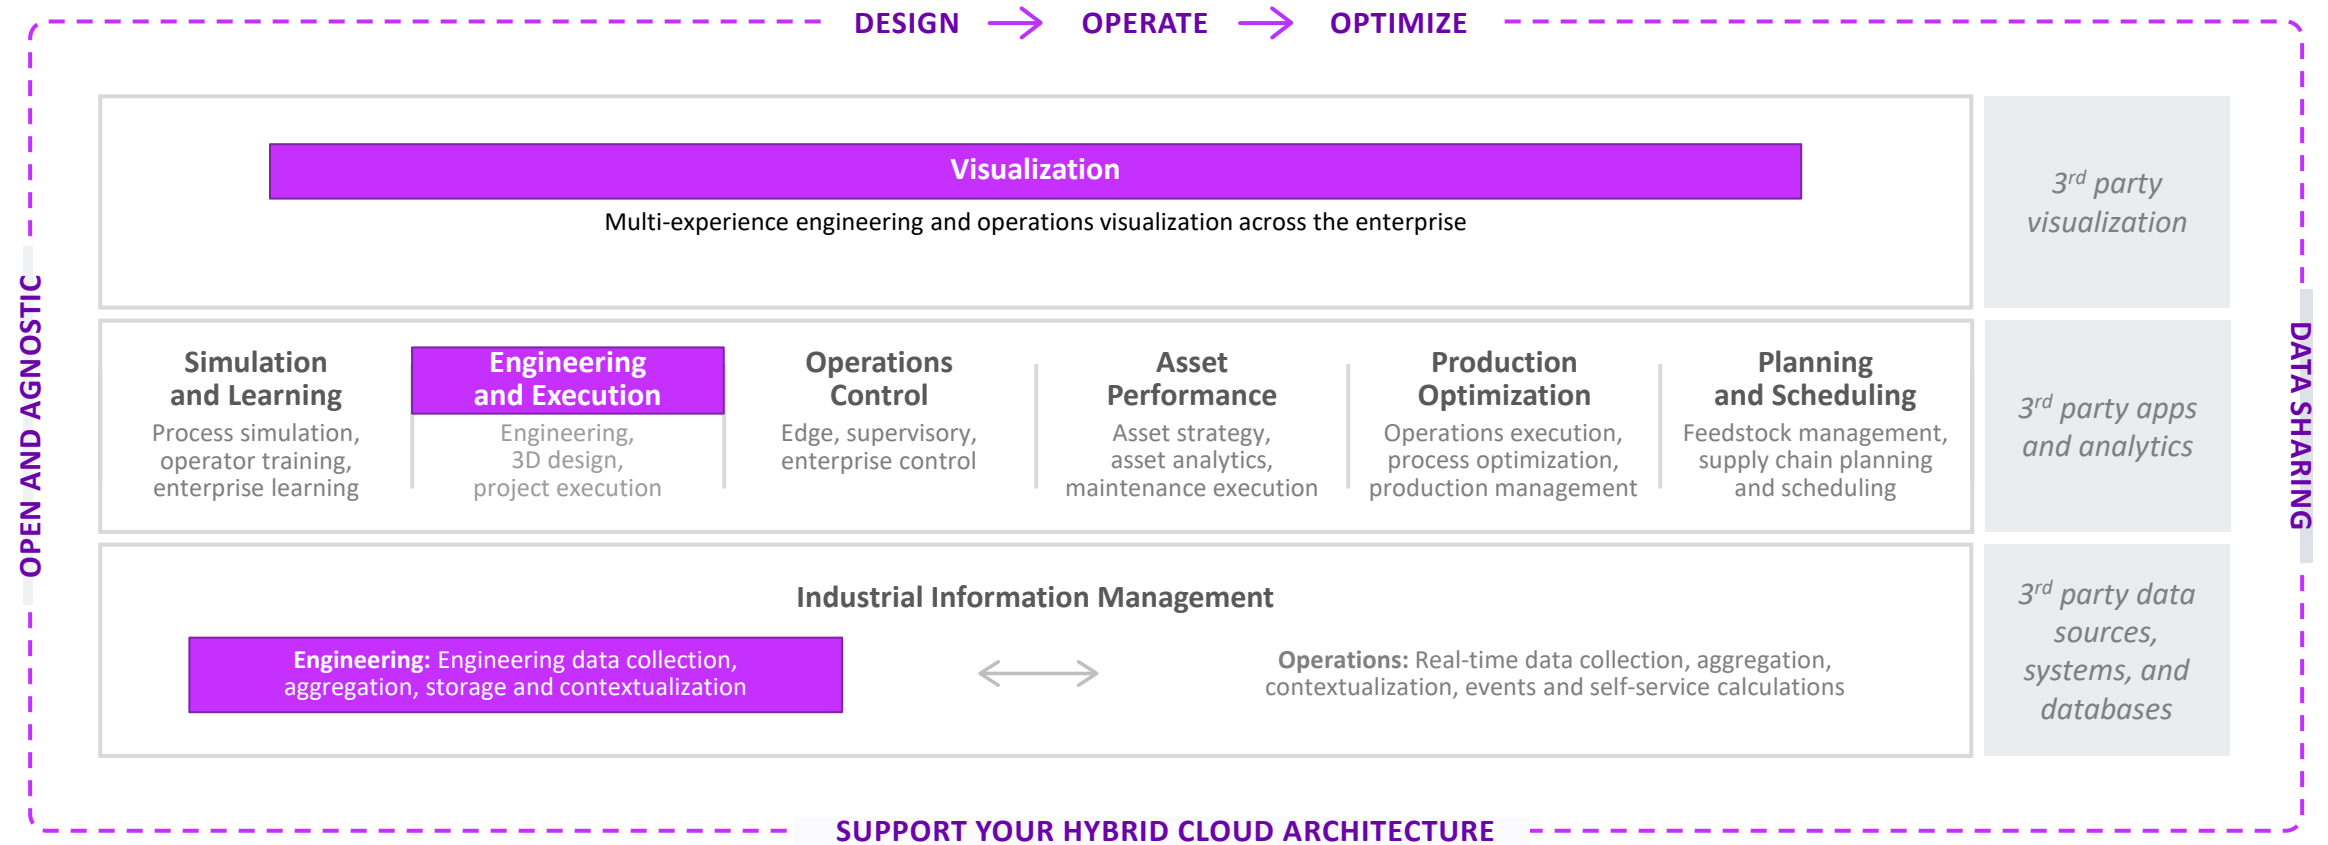 DESIGN → OPERATE → OPTIMIZE
OPEN AND AGNOSTIC
Visualization
Multi-experience engineering and operations visualization across the enterprise
3rd party
visualization
Simulation
and Learning
Process simulation,
operator training,
enterprise learning
Engineering
and Execution
Engineering,
3D design,
project execution
Operations
Control
Edge, supervisory,
enterprise control
Asset
Performance
Asset strategy,
asset analytics,
maintenance execution
Production
Optimization
Operations execution,
process optimization,
production management
Planning
and Scheduling
Feedstock management,
supply chain planning
and scheduling
3rd party apps
and analytics
Industrial Information Management
Engineering: Engineering data collection,
aggregation, storage and contextualization
Operations: Real-time data collection, aggregation,
contextualization, events and self-service calculations
3rd party data
sources,
systems, and
databases
DATA SHARING
SUPPORT YOUR HYBRID CLOUD ARCHITECTURE